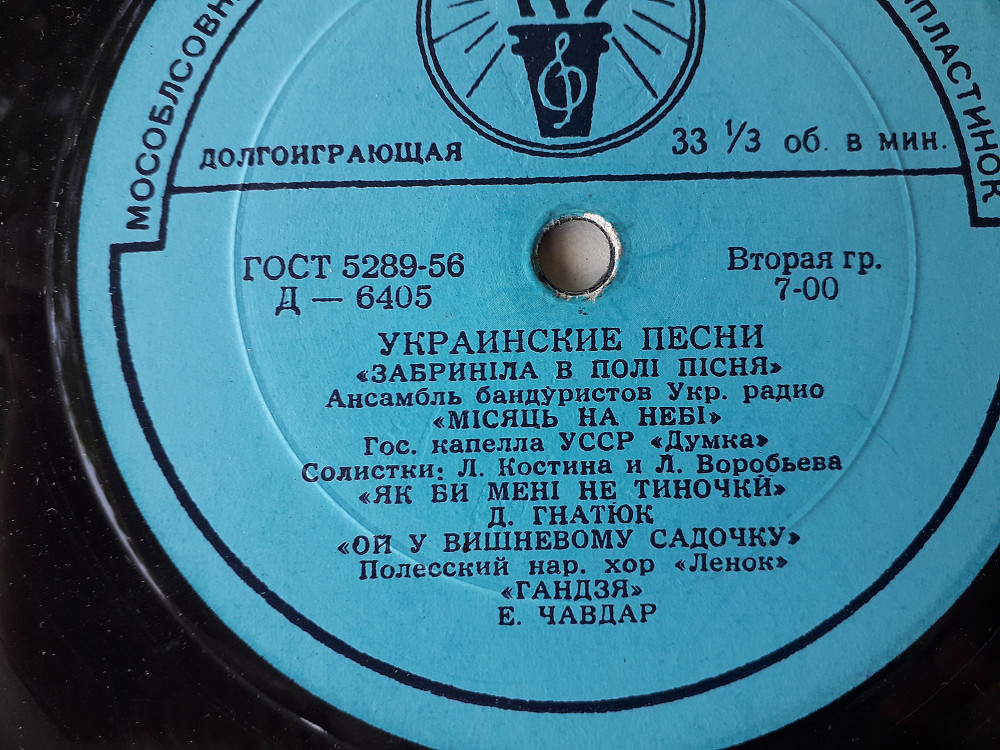 МОСОБЛСОВН
ПЛАСТИНОК
ДОЛГОИГРАЮЩАЯ
33 1/3 об. в мин.
ГОСТ 5289-56
Д — 6405
Вторая гр.
7-00
УКРАИНСКИЕ ПЕСНИ
«ЗАБРИНІЛА В ПОЛІ ПІСНЯ»
Ансамбль бандуристов Укр. радио
«МІСЯЦЬ НА НЕБІ»
Гос. капелла УССР «Думка»
Солистки: Л. Костина и Л. Воробьева
«ЯК БИ МЕНІ НЕ ТИНОЧКИ»
Д. ГНАТЮК
«ОЙ У ВИШНЕВОМУ САДОЧКУ»
Полесский нар. хор «Ленок»
«ГАНДЗЯ»
Е. ЧАВДАР